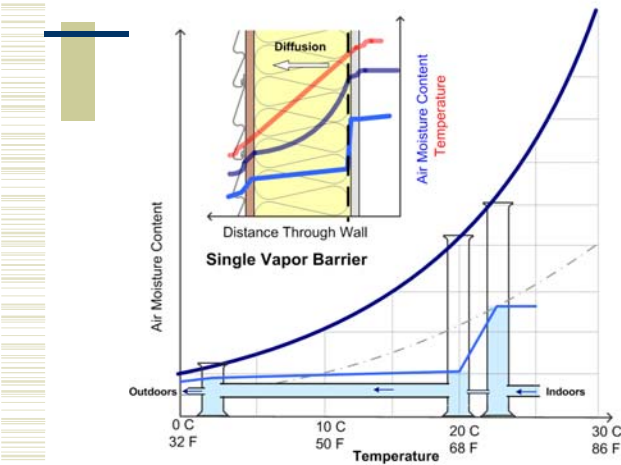 Diffusion
Air Moisture Content
Temperature
Distance Through Wall
Single Vapor Barrier
Air Moisture Content
Outdoors
Indoors
0 C
32 F
10 C
50 F
20 C
68 F
30 C
86 F
Temperature